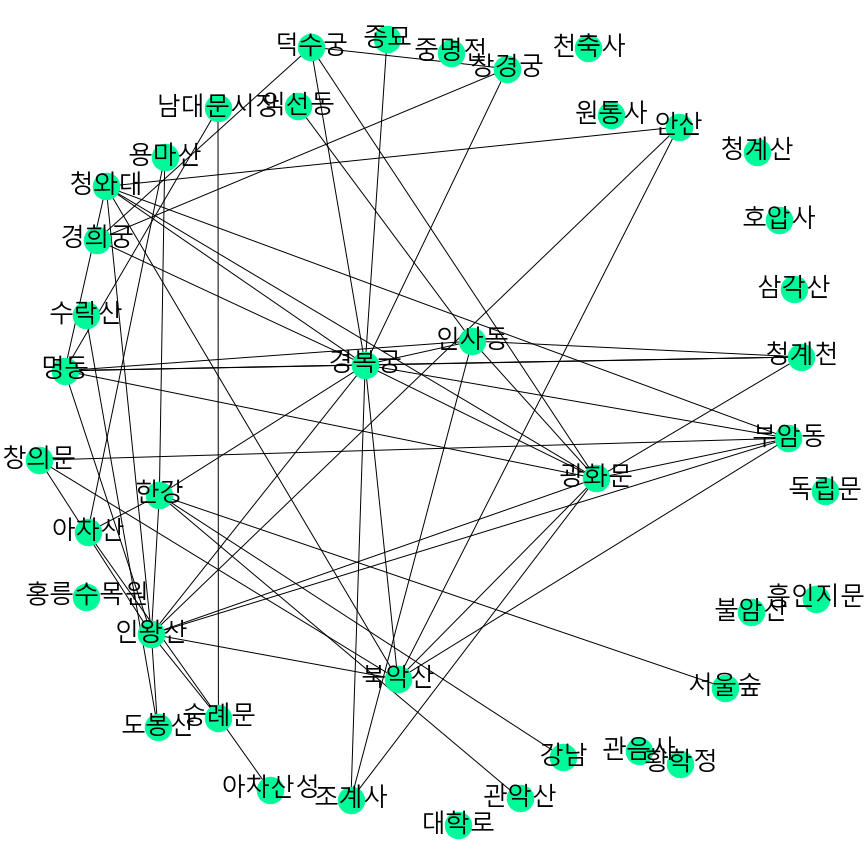 덕수궁
종묘
중명전
창경궁
천축사
남대문시장
익선동
원통사
안산
용마산
청계산
청와대
호압사
경희궁
삼각산
수락산
인사동
청계천
명동
경복궁
부암동
창의문
광화문
독립문
한강
아차산
홍릉수목원
흥인지문
불암산
인왕산
북악산
서울숲
도봉산
숭례문
강남
관음사
황학정
아차산성
조계사
관악산
대학로